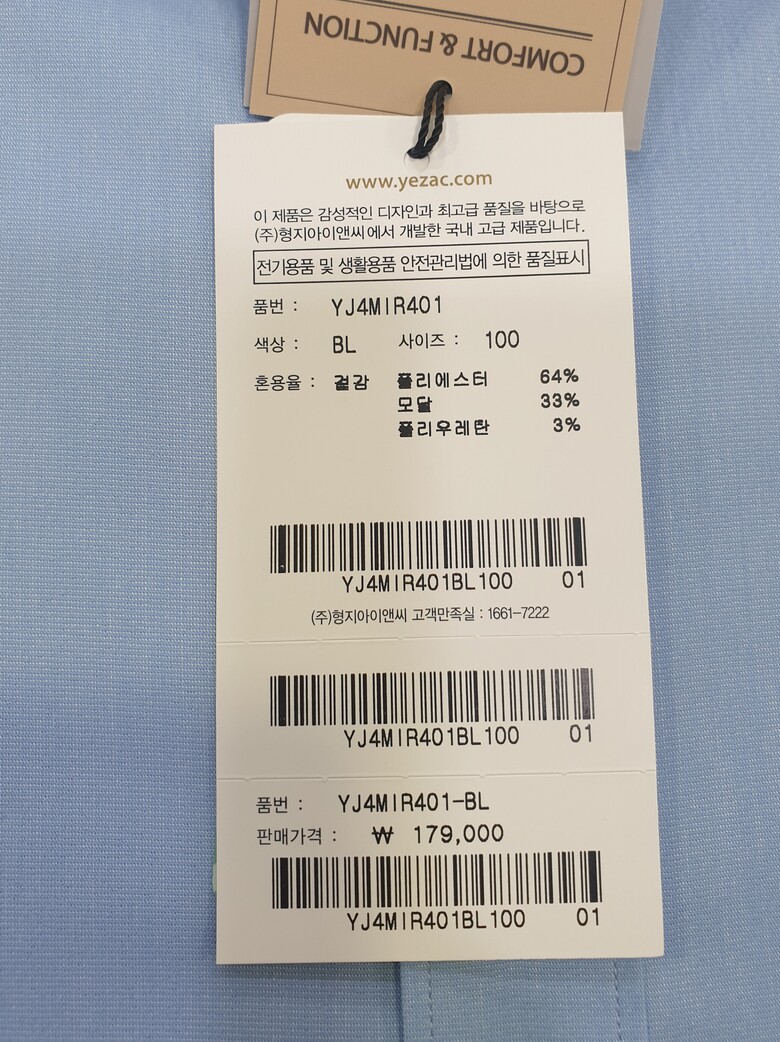 COMFORT & FUNCTION
www.yezac.com
이 제품은 감성적인 디자인과 최고급 품질을 바탕으로
(주)형지아이앤씨에서 개발한 국내 고급 제품입니다.
전기용품 및 생활용품 안전관리법에 의한 품질표시
품번 : YJ4MIR401
색상 : BL 사이즈 : 100
혼용율 : 겉감 폴리에스터 64%
모달 33%
폴리우레탄 3%
YJ4MIR401BL100 01
(주)형지아이앤씨 고객만족실 : 1661-7222
YJ4MIR401BL100 01
품번 : YJ4MIR401-BL
판매가격 : ₩ 179,000
YJ4MIR401BL100 01